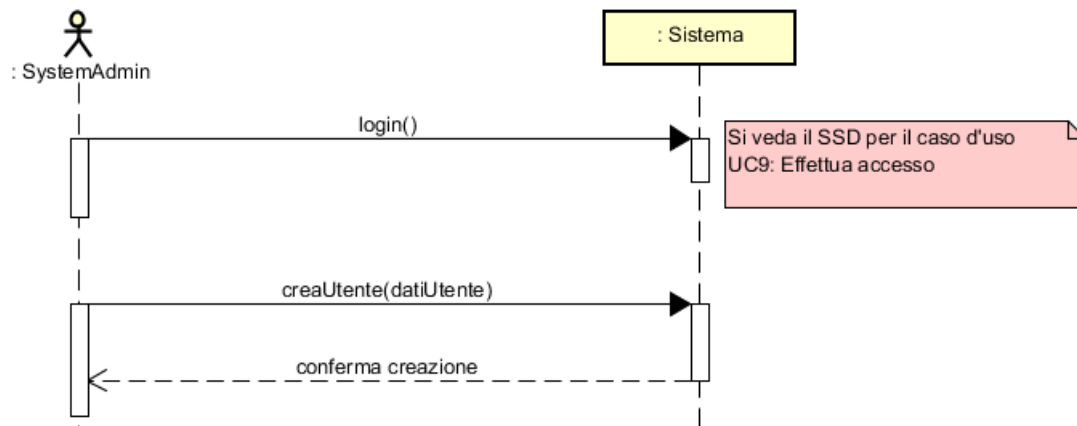 : SystemAdmin
: Sistema
login()
Si veda il SSD per il caso d'uso
UC9: Effettua accesso
creaUtente(datiUtente)
conferma creazione